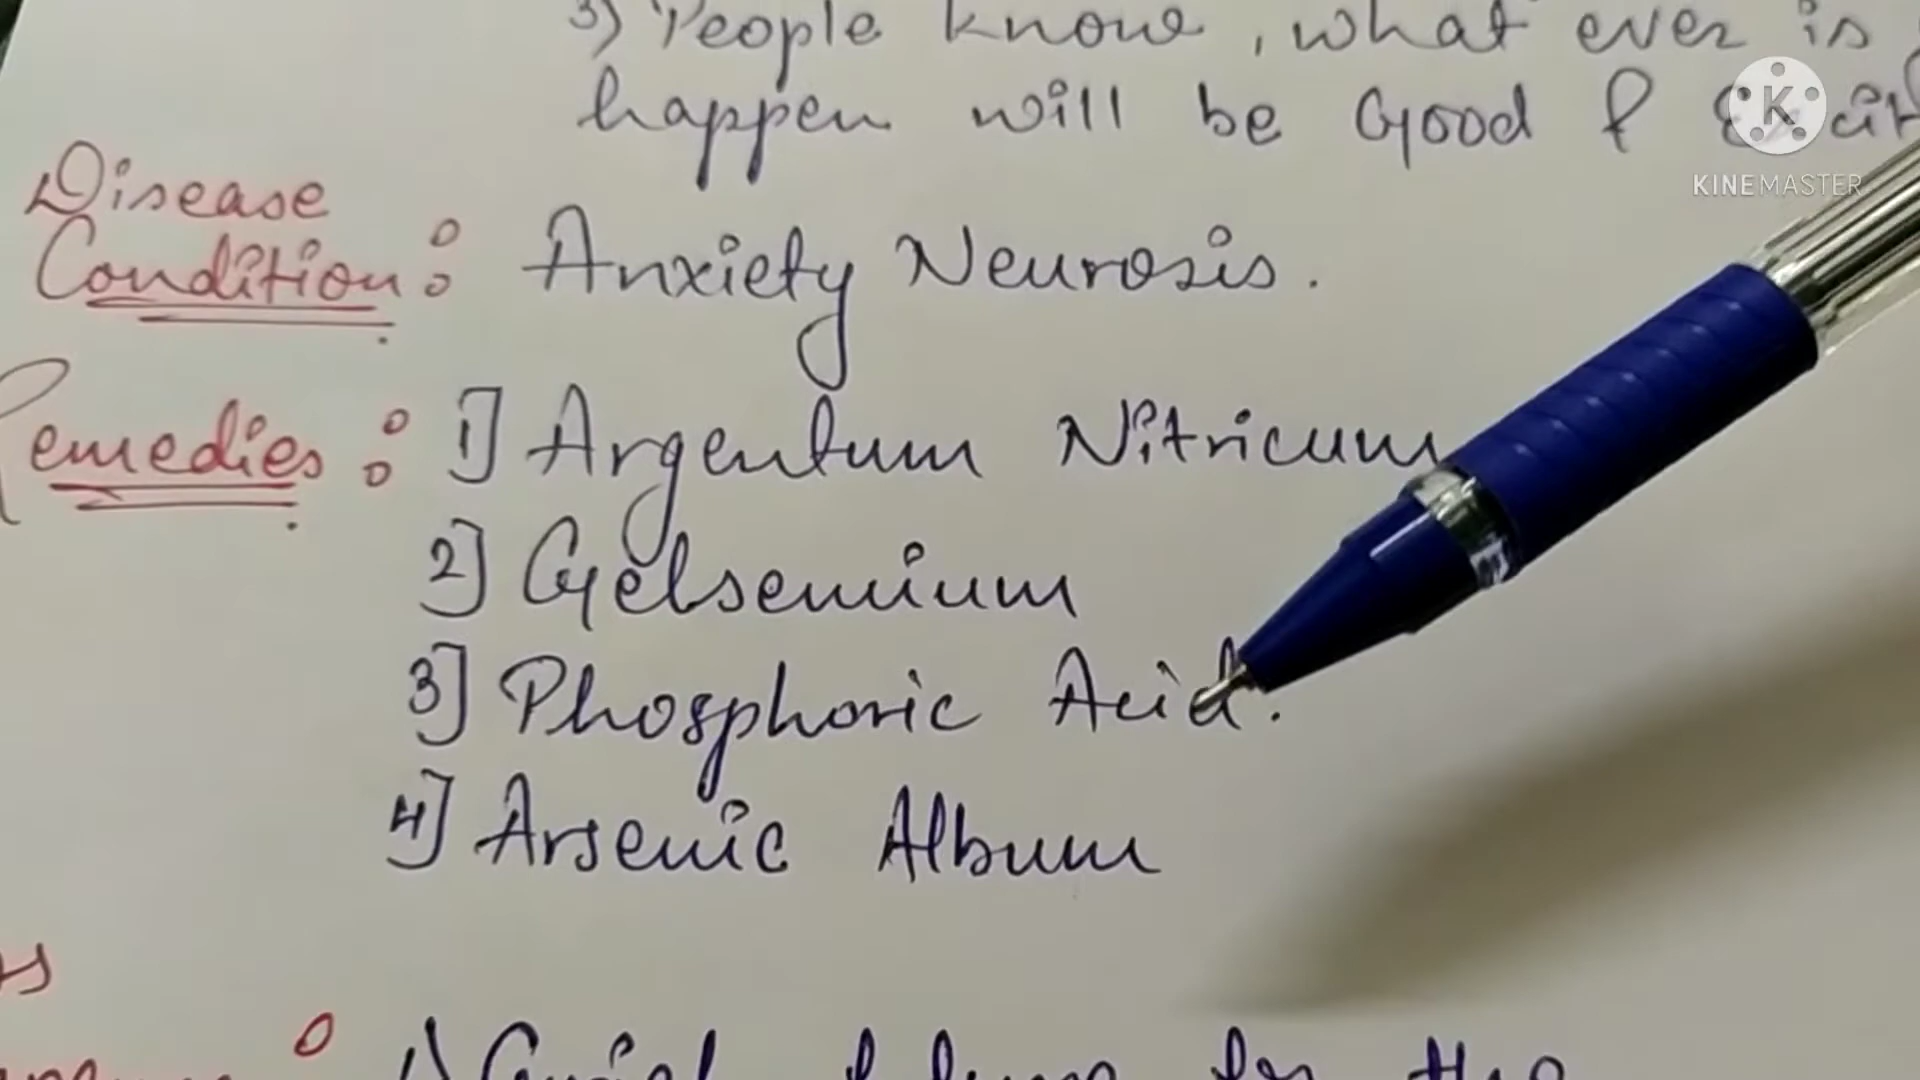 3) People know, what ever is
happen will be Good &
KINEMASTER
Disease
Condition : Anxiety Neurosis.
Remedies : 1] Argentum Nitricum
2] Gelsemium
3] Phosphoric Acid.
4] Arsenic Album